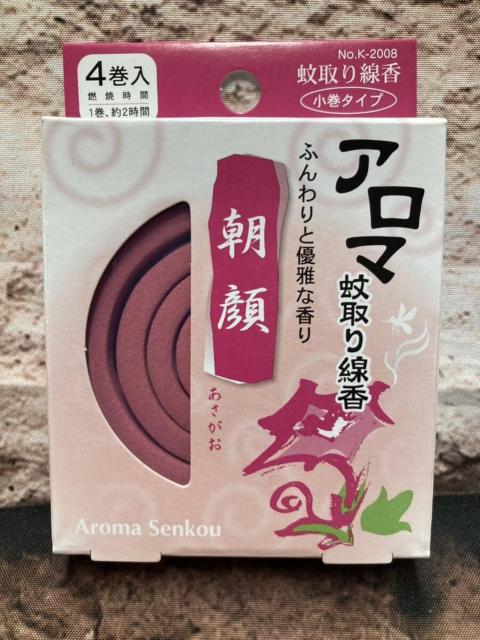 No.K-2008
蚊取り線香
小巻タイプ
4巻入
燃焼時間
1巻、約2時間
アロマ
蚊取り線香
ふんわりと優雅な香り
朝顔
あさがお
Aroma Senkou